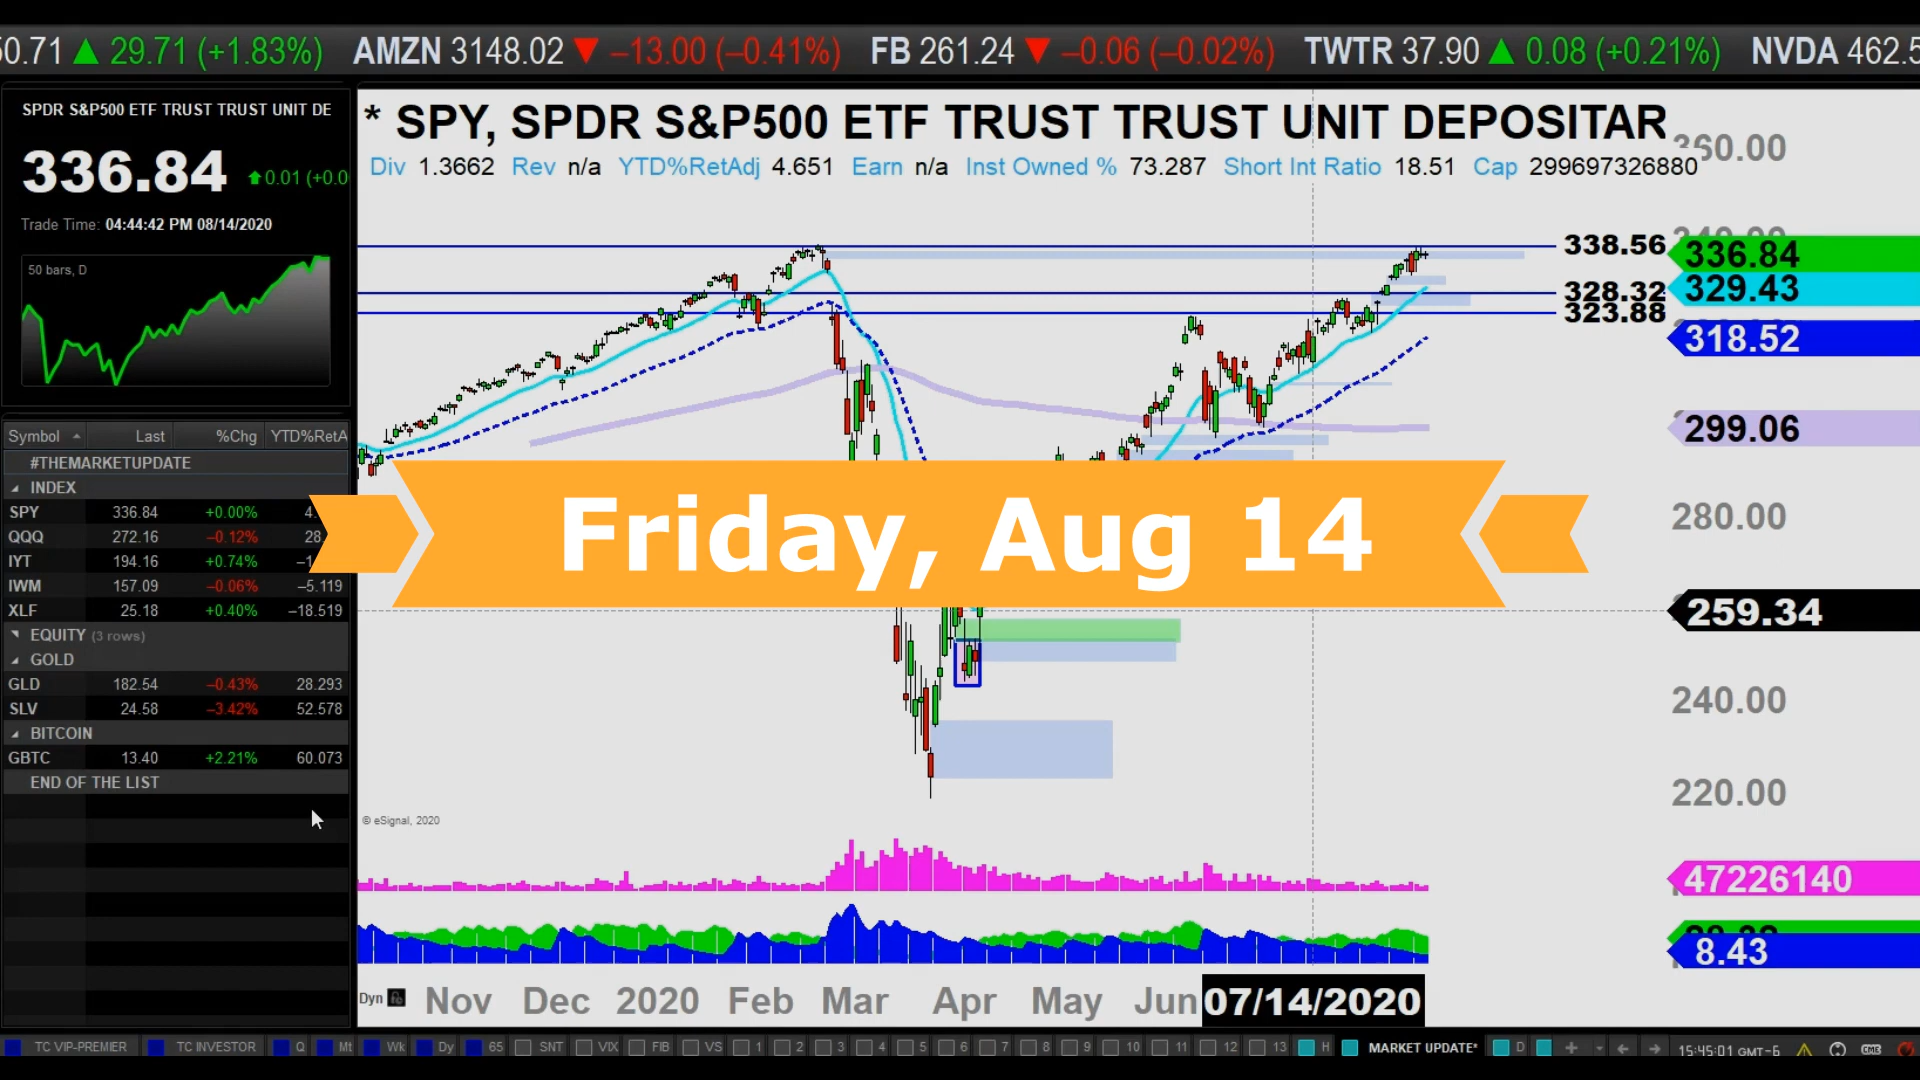 50.71 ▲ 29.71 (+1.83%) AMZN 3148.02 ▼ –13.00 (–0.41%) FB 261.24 ▼ –0.06 (–0.02%) TWTR 37.90 ▲ 0.08 (+0.21%) NVDA 462.5
SPDR S&P500 ETF TRUST TRUST UNIT DE
336.84 0.01 (+0.0
Trade Time: 04:44:42 PM 08/14/2020
50 bars, D
Symbol Last %Chg YTD%RetA
#THEMARKETUPDATE
INDEX
SPY 336.84 +0.00% 4.
QQQ 272.16 –0.12% 28
IYT 194.16 +0.74%
IWM 157.09 –0.06% –5.119
XLF 25.18 +0.40% –18.519
EQUITY (3 rows)
GOLD
GLD 182.54 –0.43% 28.293
SLV 24.58 –3.42% 52.578
BITCOIN
GBTC 13.40 +2.21% 60.073
END OF THE LIST
* SPY, SPDR S&P500 ETF TRUST TRUST UNIT DEPOSITAR
Div 1.3662 Rev n/a YTD%RetAdj 4.651 Earn n/a Inst Owned % 73.287 Short Int Ratio 18.51 Cap 299697326880
360.00
338.56
336.84
328.32
329.43
323.88
318.52
299.06
Friday, Aug 14
280.00
259.34
240.00
220.00
© eSignal, 2020
47226140
8.43
Dyn Nov Dec 2020 Feb Mar Apr May Jun 07/14/2020
TC VIP-PREMIER TC INVESTOR Q Mt Wk Dy 65 SNT VIX FIB VS 1 2 3 4 5 6 7 8 9 10 11 12 13 H MARKET UPDATE* D 15:45:01 GMT-6 CME